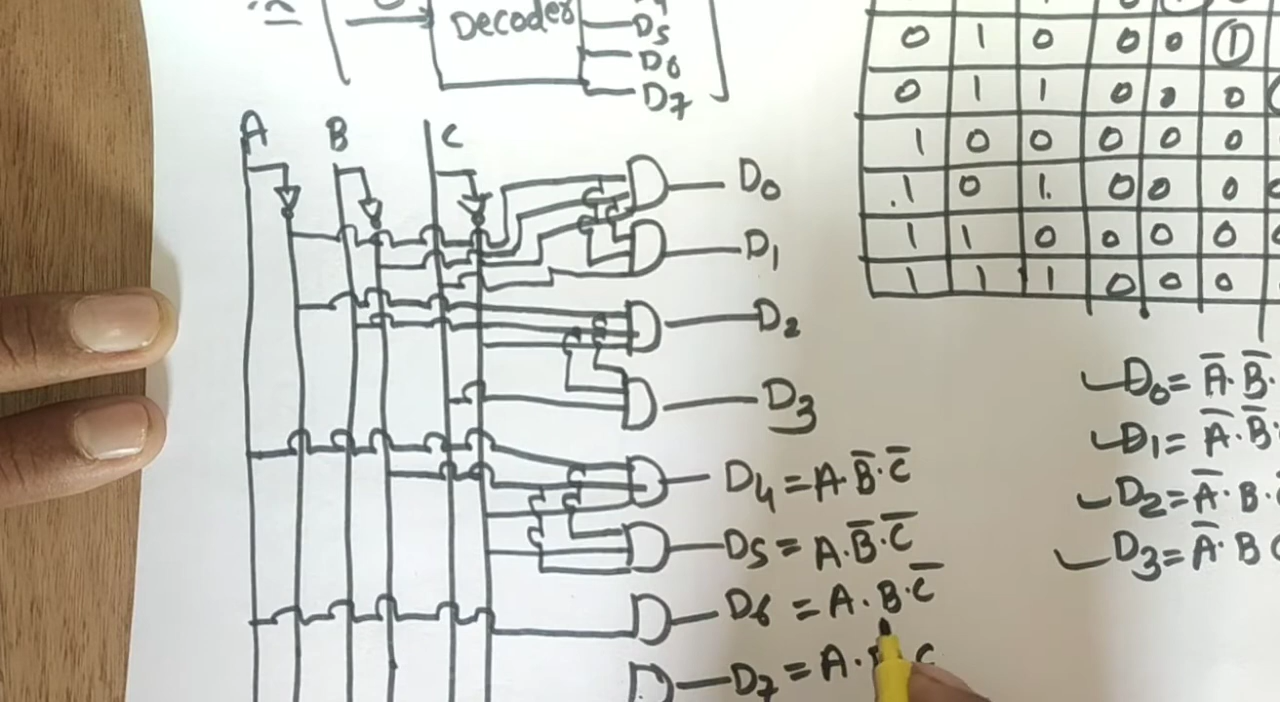 Decoder
D5
D6
D7
A B C
D0
D1
D2
D3
D4 = A·B̅·C̅
D5 = A·B̅·C̅
D6 = A·B·C̅
D7 = A·
0 1 0 0 0 1
0 1 1 0 0 0
1 0 0 0 0 0
1 0 1 0 0 0
1 1 0 0 0 0
1 1 1 0 0 0
D0 = A̅·B̅·
D1 = A̅·B̅·
D2 = A̅·B·
D3 = A̅·B